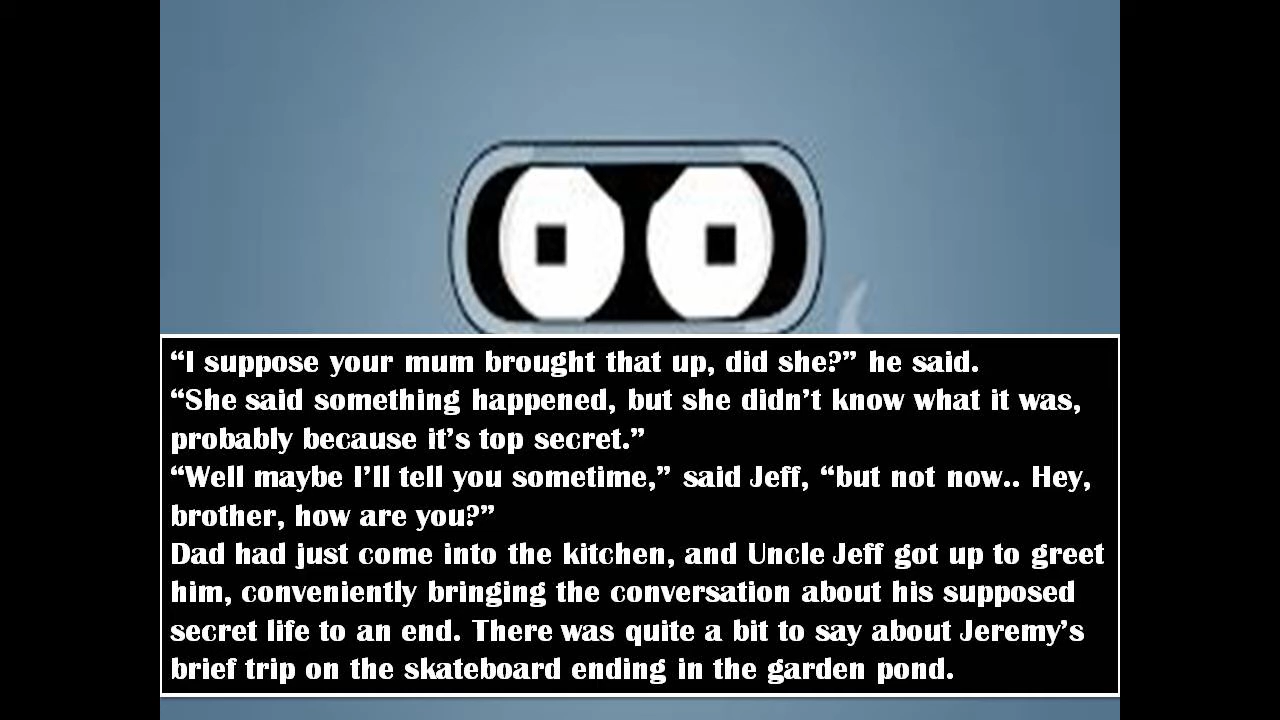 “I suppose your mum brought that up, did she?” he said.
“She said something happened, but she didn’t know what it was,
probably because it’s top secret.”
“Well maybe I’ll tell you sometime,” said Jeff, “but not now.. Hey,
brother, how are you?”
Dad had just come into the kitchen, and Uncle Jeff got up to greet
him, conveniently bringing the conversation about his supposed
secret life to an end. There was quite a bit to say about Jeremy’s
brief trip on the skateboard ending in the garden pond.